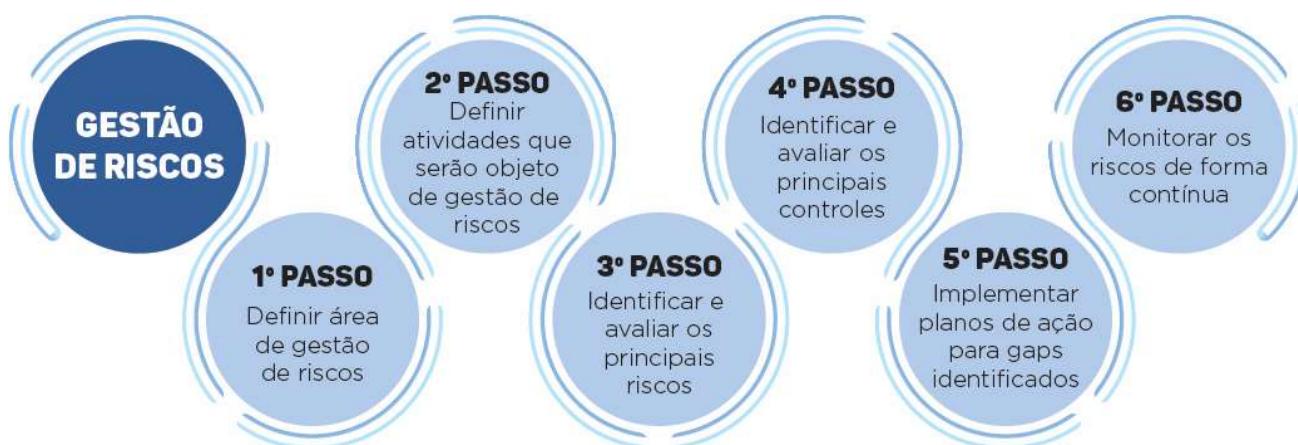 GESTÃO
DE RISCOS
1º PASSO
Definir área
de gestão
de riscos
2º PASSO
Definir
atividades que
serão objeto
de gestão de
riscos
3º PASSO
Identificar e
avaliar os
principais
riscos
4º PASSO
Identificar e
avaliar os
principais
controles
5º PASSO
Implementar
planos de ação
para gaps
identificados
6º PASSO
Monitorar os
riscos de forma
contínua